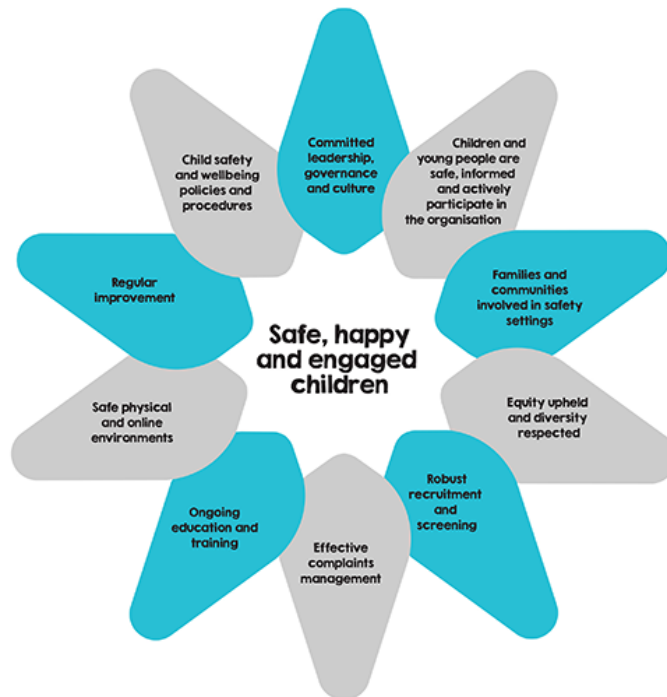 Committed
leadership,
governance
and culture
Children and
young people are
safe, informed
and actively
participate in
the organisation
Families and
communities
involved in safety
settings
Equity upheld
and diversity
respected
Robust
recruitment
and
screening
Effective
complaints
management
Ongoing
education and
training
Safe physical
and online
environments
Regular
improvement
Child safety
and wellbeing
policies and
procedures
Safe, happy
and engaged
children